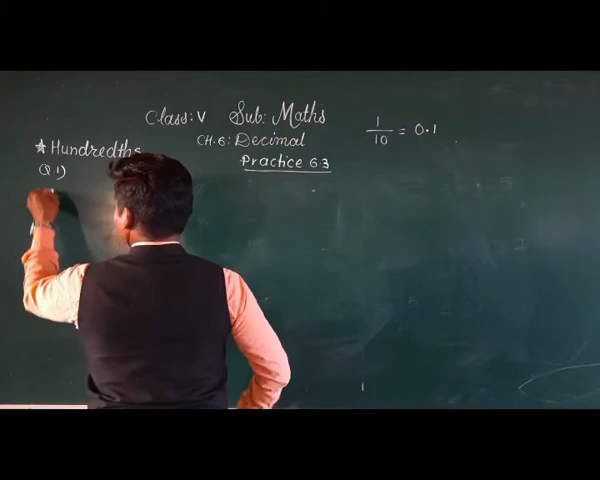 Class: V Sub: Maths
CH.6: Decimal
Practice 6.3
★ Hundredths
Q.1)
1/10 = 0.1